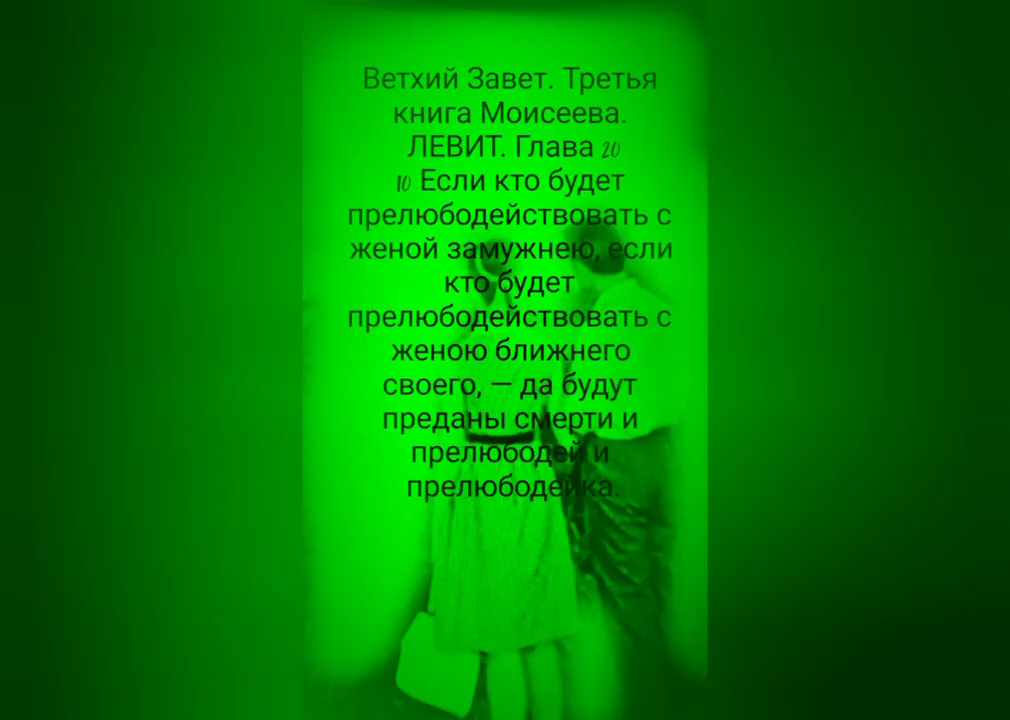 Ветхий Завет. Третья
книга Моисеева.
ЛЕВИТ. Глава 20
10 Если кто будет
прелюбодействовать с
женой замужнею, если
кто будет
прелюбодействовать с
женою ближнего
своего, — да будут
преданы смерти и
прелюбодей и
прелюбодейка.